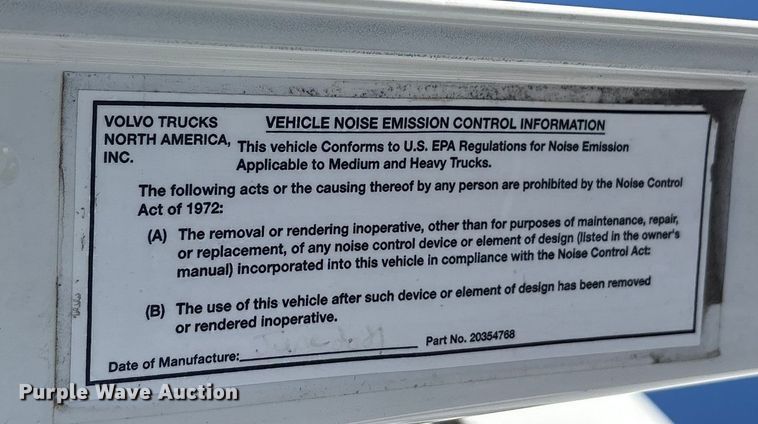 VOLVO TRUCKS
NORTH AMERICA,
INC.
VEHICLE NOISE EMISSION CONTROL INFORMATION
This vehicle Conforms to U.S. EPA Regulations for Noise Emission
Applicable to Medium and Heavy Trucks.
The following acts or the causing thereof by any person are prohibited by the Noise Control
Act of 1972:
(A) The removal or rendering inoperative, other than for purposes of maintenance, repair,
or replacement, of any noise control device or element of design (listed in the owner's
manual) incorporated into this vehicle in compliance with the Noise Control Act:
(B) The use of this vehicle after such device or element of design has been removed
or rendered inoperative.
Date of Manufacture:
Part No. 20354768
Purple Wave Auction